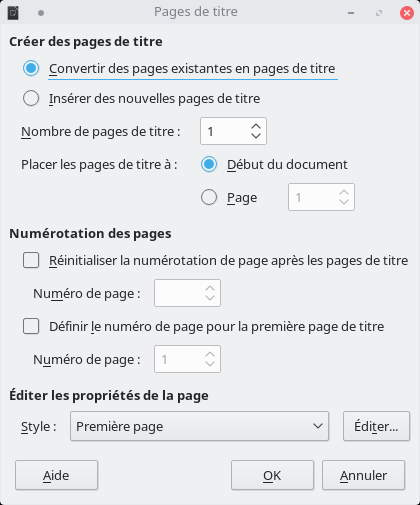 Pages de titre
Créer des pages de titre
Convertir des pages existantes en pages de titre
Insérer des nouvelles pages de titre
Nombre de pages de titre : 1
Placer les pages de titre à : Début du document
Page 1
Numérotation des pages
Réinitialiser la numérotation de page après les pages de titre
Numéro de page :
Définir le numéro de page pour la première page de titre
Numéro de page : 1
Éditer les propriétés de la page
Style : Première page Éditer...
Aide OK Annuler